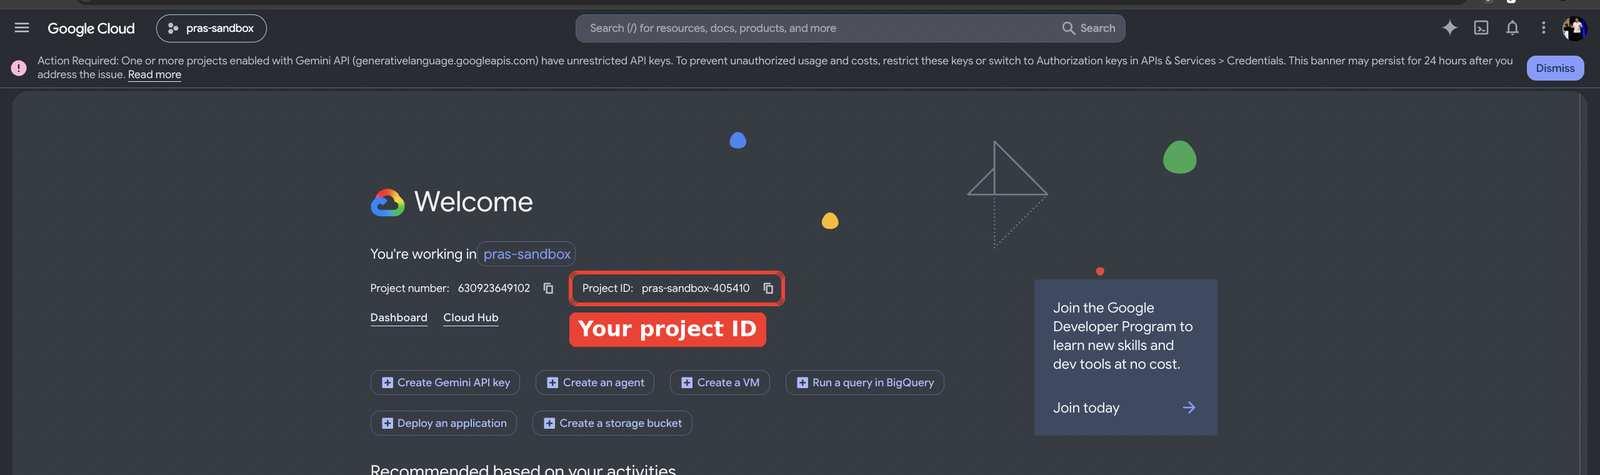 Google Cloud
pras-sandbox
Search (/) for resources, docs, products, and more
Search
Action Required: One or more projects enabled with Gemini API (generativelanguage.googleapis.com) have unrestricted API keys. To prevent unauthorized usage and costs, restrict these keys or switch to Authorization keys in APIs & Services > Credentials. This banner may persist for 24 hours after you
address the issue. Read more
Dismiss
Welcome
You're working in pras-sandbox
Project number: 630923649102
Project ID: pras-sandbox-405410
Dashboard
Cloud Hub
Your project ID
Create Gemini API key
Create an agent
Create a VM
Run a query in BigQuery
Deploy an application
Create a storage bucket
Join the Google
Developer Program to
learn new skills and
dev tools at no cost.
Join today
Recommended based on your activities